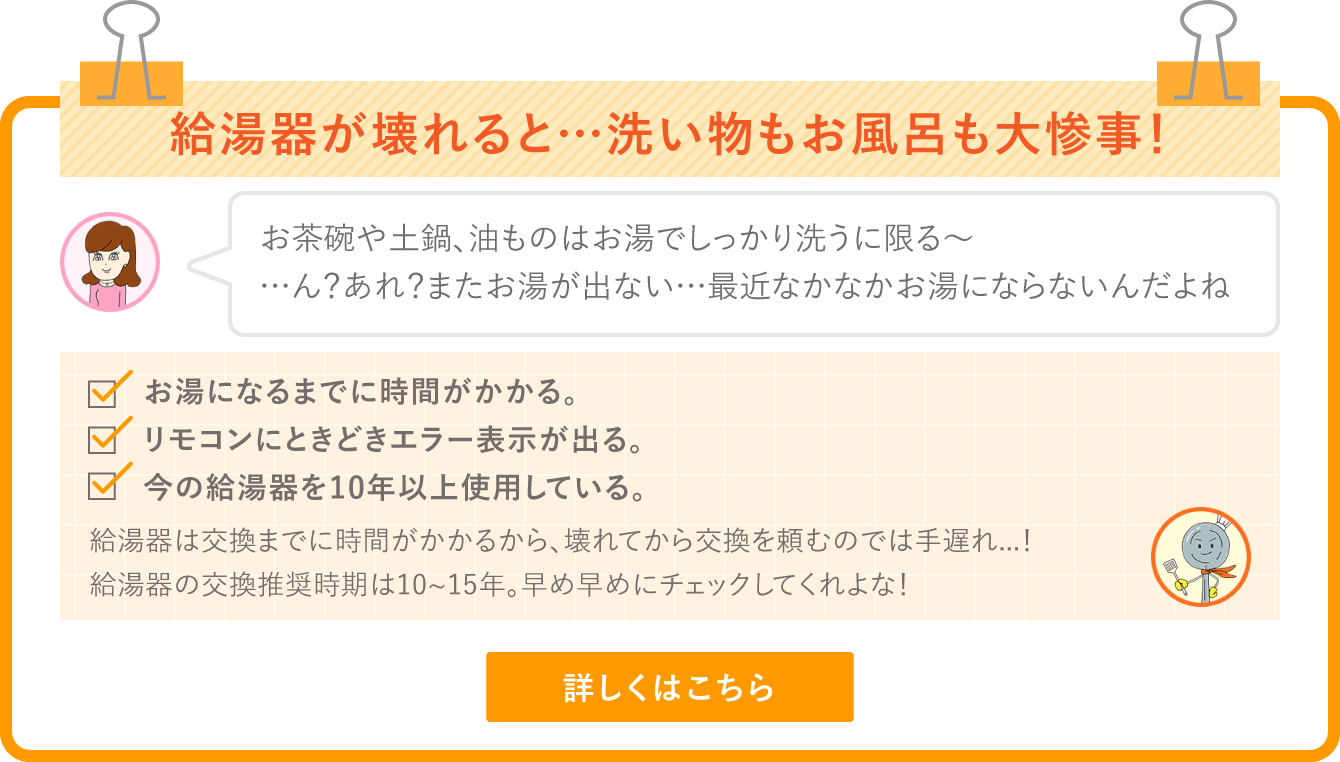 給湯器が壊れると…洗い物もお風呂も大惨事！
お茶碗や土鍋、油ものはお湯でしっかり洗うに限る〜
…ん？あれ？またお湯が出ない…最近なかなかお湯にならないんだよね
お湯になるまでに時間がかかる。
リモコンにときどきエラー表示が出る。
今の給湯器を10年以上使用している。
給湯器は交換までに時間がかかるから、壊れてから交換を頼むのでは手遅れ...！
給湯器の交換推奨時期は10~15年。早め早めにチェックしてくれよな！
詳しくはこちら